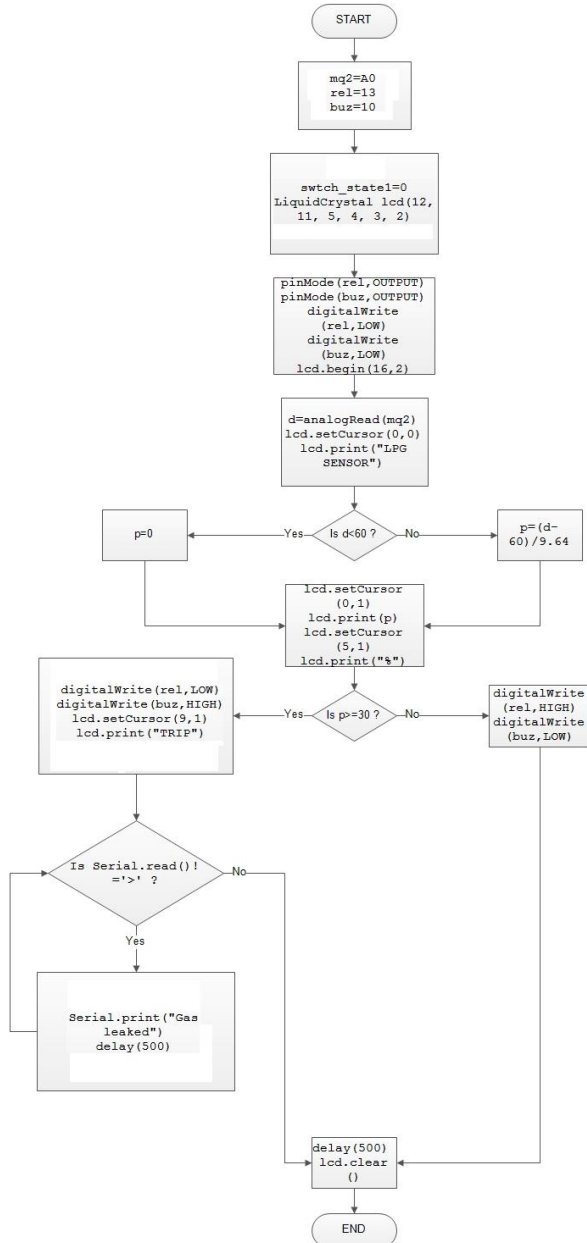 START
mq2=A0
rel=13
buz=10
swtch_state1=0
LiquidCrystal lcd(12,
11, 5, 4, 3, 2)
pinMode(rel,OUTPUT)
pinMode(buz,OUTPUT)
digitalWrite
(rel,LOW)
digitalWrite
(buz,LOW)
lcd.begin(16,2)
d=analogRead(mq2)
lcd.setCursor(0,0)
lcd.print("LPG
SENSOR")
Is d<60 ?
Yes
No
p=0
p=(d-
60)/9.64
lcd.setCursor
(0,1)
lcd.print(p)
lcd.setCursor
(5,1)
lcd.print("%")
Is p>=30 ?
Yes
No
digitalWrite(rel,LOW)
digitalWrite(buz,HIGH)
lcd.setCursor(9,1)
lcd.print("TRIP")
digitalWrite
(rel,HIGH)
digitalWrite
(buz,LOW)
Is Serial.read()!
='>' ?
No
Yes
Serial.print("Gas
leaked")
delay(500)
delay(500)
lcd.clear
()
END